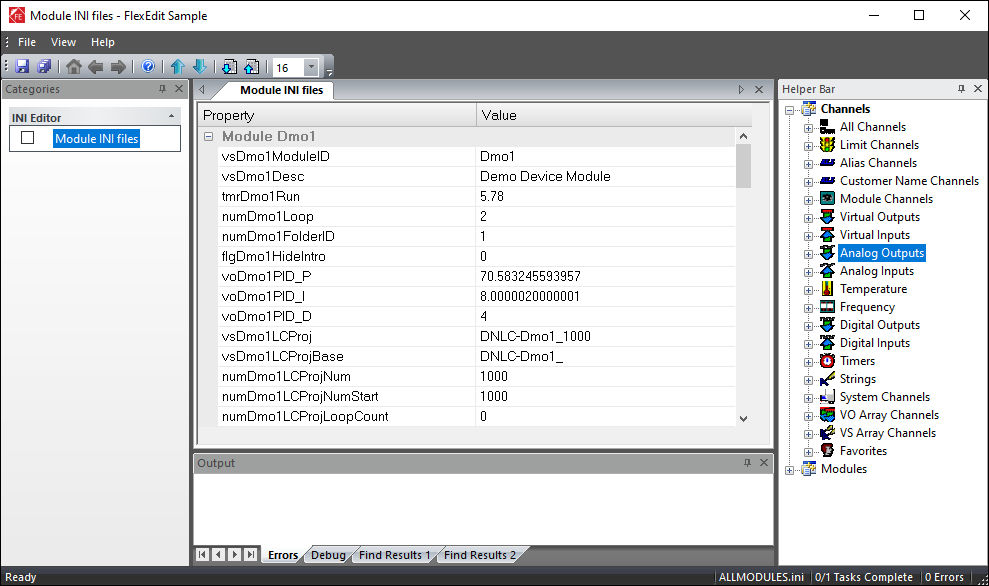 Module INI files - FlexEdit Sample
File View Help
16
Categories
INI Editor
Module INI files
Module INI files
Property Value
Module Dmo1
vsDmo1ModuleID Dmo1
vsDmo1Desc Demo Device Module
tmrDmo1Run 5.78
numDmo1Loop 2
numDmo1FolderID 1
flgDmo1HideIntro 0
voDmo1PID_P 70.583245593957
voDmo1PID_I 8.0000020000001
voDmo1PID_D 4
vsDmo1LCProj DNLC-Dmo1_1000
vsDmo1LCProjBase DNLC-Dmo1_
numDmo1LCProjNum 1000
numDmo1LCProjNumStart 1000
numDmo1LCProjLoopCount 0
Output
Errors Debug Find Results 1 Find Results 2
Helper Bar
Channels
All Channels
Limit Channels
Alias Channels
Customer Name Channels
Module Channels
Virtual Outputs
Virtual Inputs
Analog Outputs
Analog Inputs
Temperature
Frequency
Digital Outputs
Digital Inputs
Timers
Strings
System Channels
VO Array Channels
VS Array Channels
Favorites
Modules
Ready ALLMODULES.ini 0/1 Tasks Complete 0 Errors